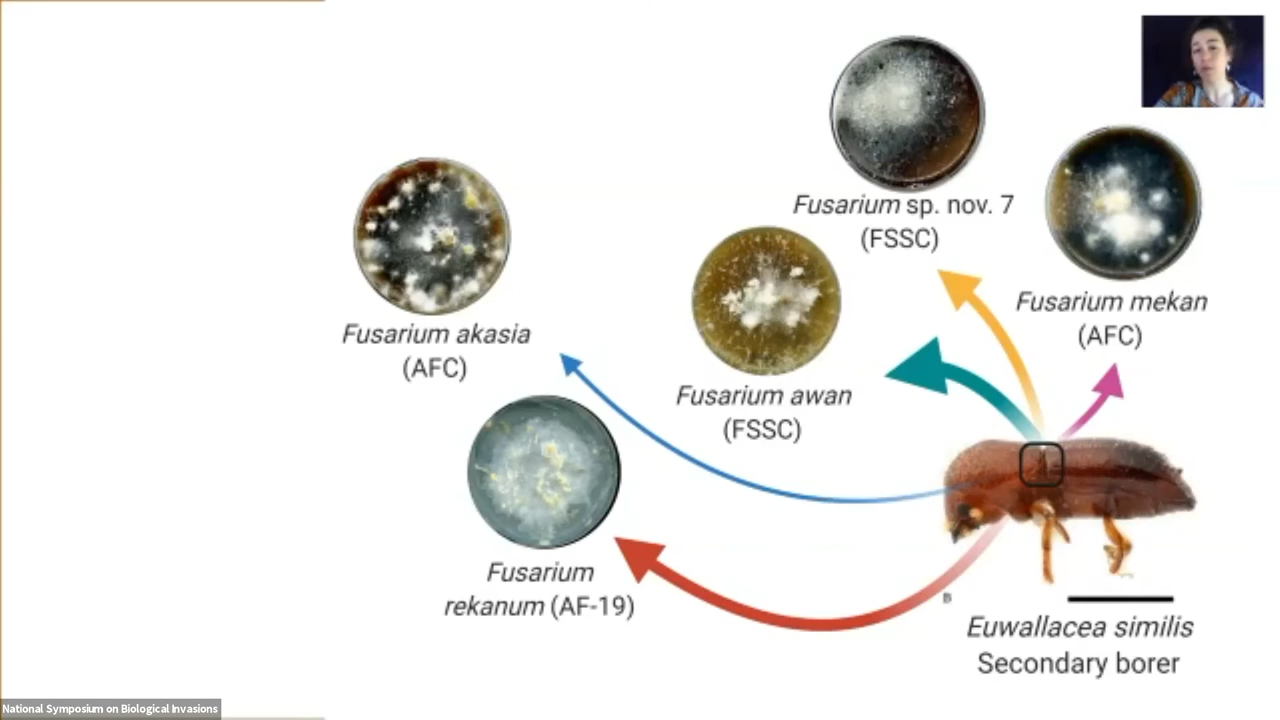 Fusarium sp. nov. 7
(FSSC)
Fusarium mekan
(AFC)
Fusarium akasia
(AFC)
Fusarium awan
(FSSC)
Fusarium
rekanum (AF-19)
B
Euwallacea similis
Secondary borer
National Symposium on Biological Invasions